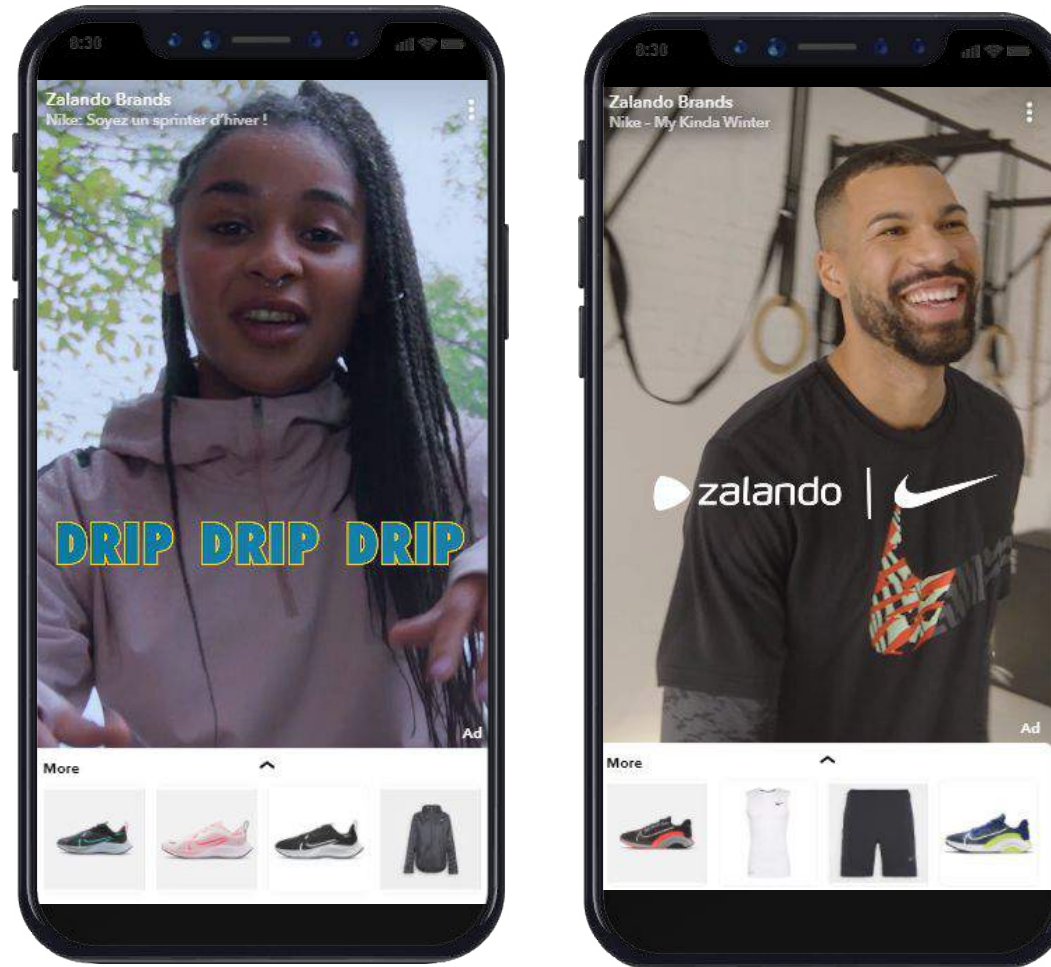 8:30
Zalando Brands
Nike: Soyez un sprinter d'hiver !
DRIP DRIP DRIP
Ad
More
8:30
Zalando Brands
Nike - My Kinda Winter
zalando
Ad
More